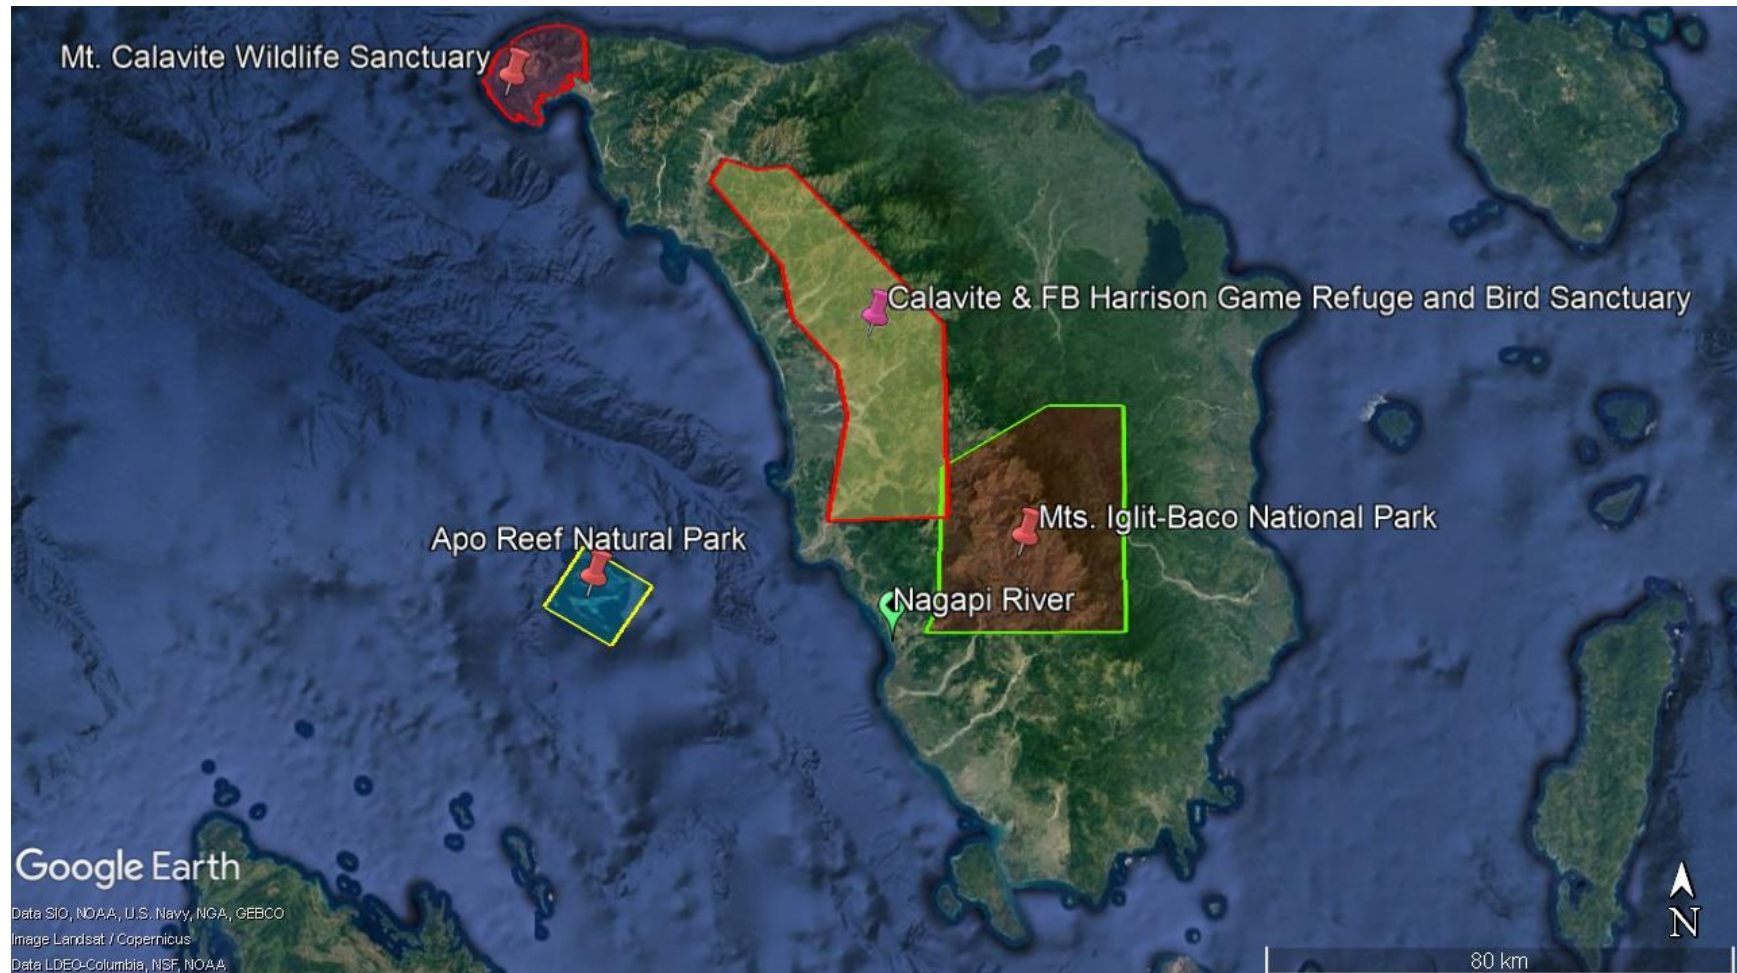 Mt. Calavite Wildlife Sanctuary
Calavite & FB Harrison Game Refuge and Bird Sanctuary
Mts. Iglit-Baco National Park
Apo Reef Natural Park
Nagapi River
Google Earth
Data SIO, NOAA, U.S. Navy, NGA, GEBCO
Image Landsat / Copernicus
Data LDEO-Columbia, NSF, NOAA
N
80 km